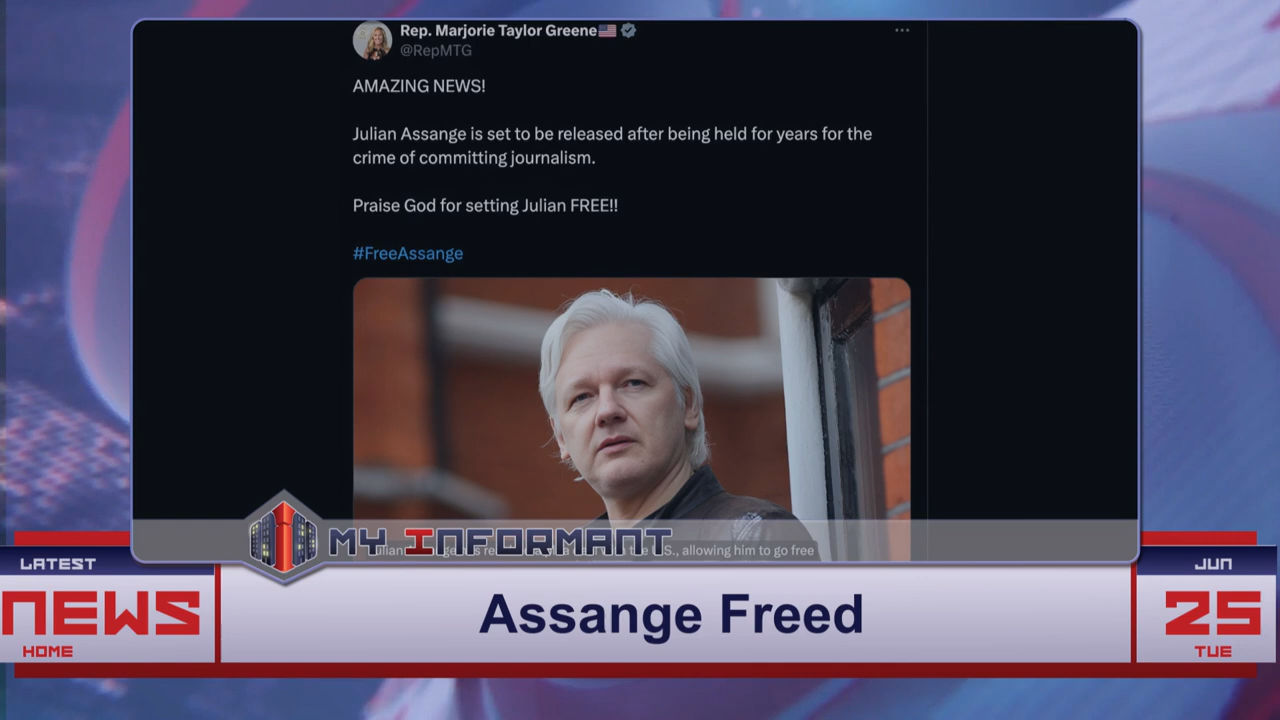 Rep. Marjorie Taylor Greene🇺🇸
@RepMTG
AMAZING NEWS!
Julian Assange is set to be released after being held for years for the
crime of committing journalism.
Praise God for setting Julian FREE!!
#FreeAssange
MY INFORMANT
the U.S., allowing him to go free
LATEST
NEWS
HOME
Assange Freed
JUN
25
TUE